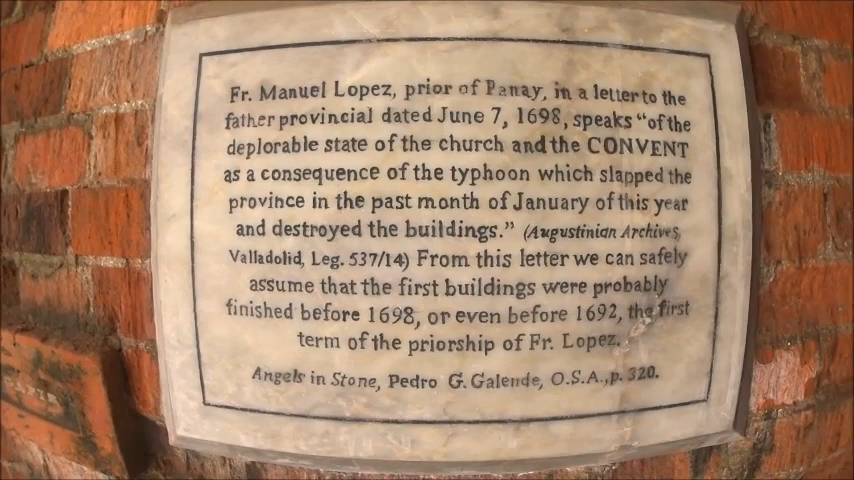 Fr. Manuel Lopez, prior of Panay, in a letter to the
father provincial dated June 7, 1698, speaks “of the
deplorable state of the church and the CONVENT
as a consequence of the typhoon which slapped the
province in the past month of January of this year
and destroyed the buildings.” (Augustinian Archives,
Valladolid, Leg. 537/14) From this letter we can safely
assume that the first buildings were probably
finished before 1698, or even before 1692, the first
term of the priorship of Fr. Lopez.
Angels in Stone, Pedro G. Galende, O.S.A., p. 320.